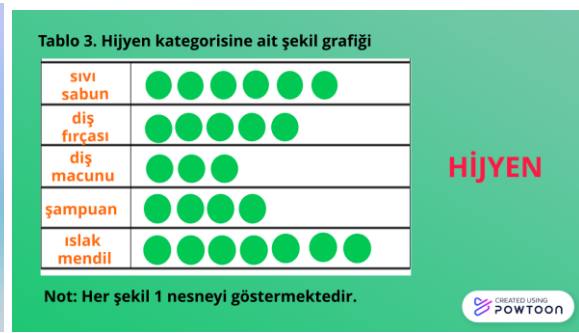 Tablo 3. Hijyen kategorisine ait şekil grafiği
sıvı
sabun
diş
fırçası
diş
macunu
şampuan
ıslak
mendil
HİJYEN
Not: Her şekil 1 nesneyi göstermektedir.
CREATED USING
POWTOON